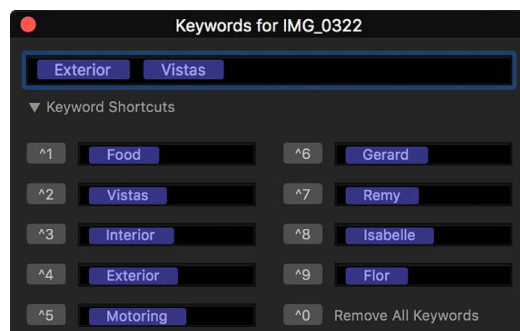 Keywords for IMG_0322
Exterior Vistas
▼ Keyword Shortcuts
^1 Food ^6 Gerard
^2 Vistas ^7 Remy
^3 Interior ^8 Isabelle
^4 Exterior ^9 Flor
^5 Motoring ^0 Remove All Keywords